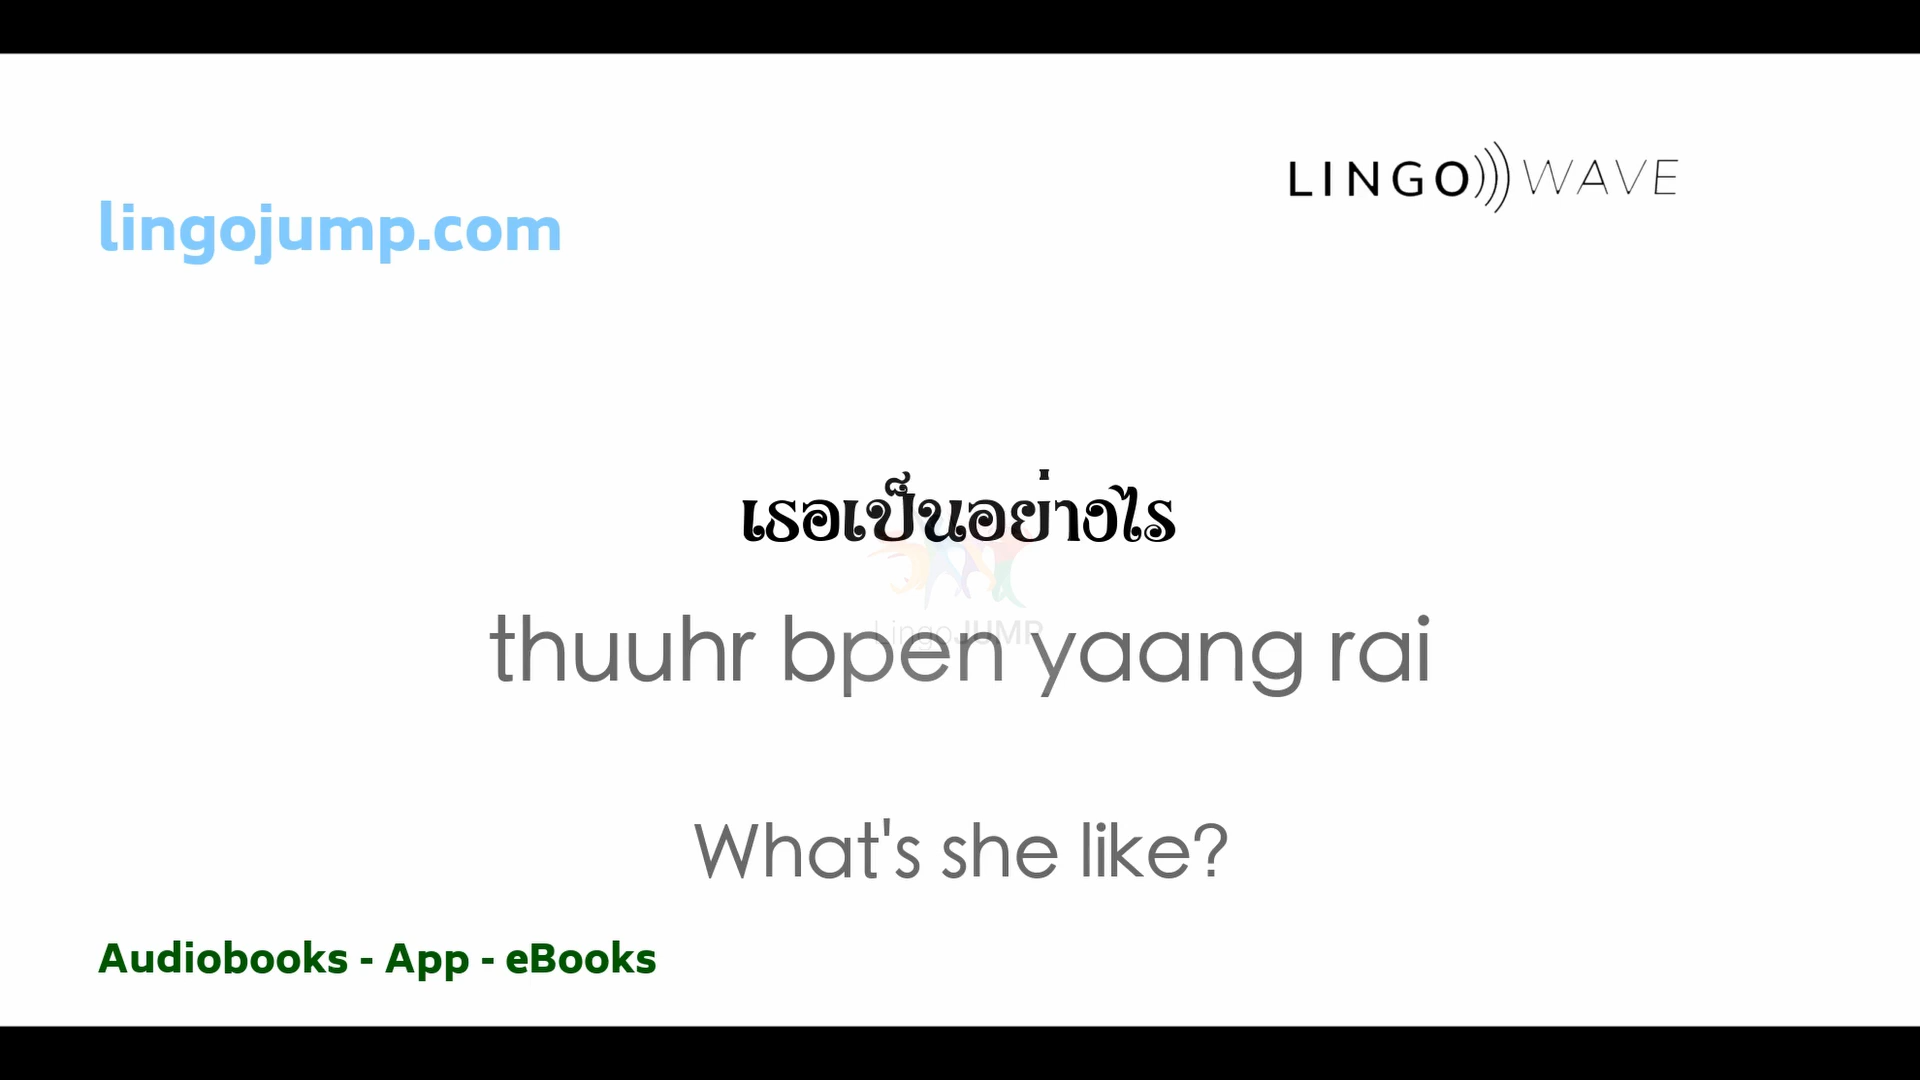 LINGO WAVE
lingojump.com
เธอเป็นอย่างไร
LingoJUMP
thuuhr bpen yaang rai
What's she like?
Audiobooks - App - eBooks